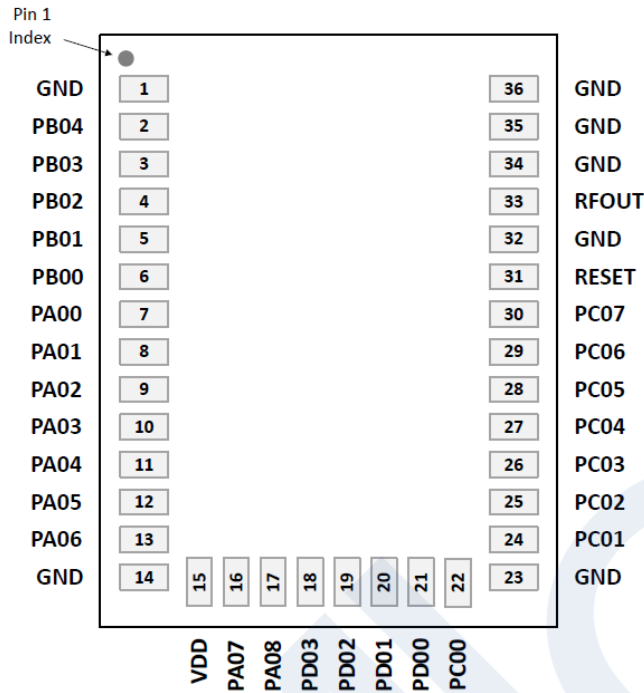 Pin 1
Index
GND 1 36 GND
PB04 2 35 GND
PB03 3 34 GND
PB02 4 33 RFOUT
PB01 5 32 GND
PB00 6 31 RESET
PA00 7 30 PC07
PA01 8 29 PC06
PA02 9 28 PC05
PA03 10 27 PC04
PA04 11 26 PC03
PA05 12 25 PC02
PA06 13 24 PC01
GND 14 15 16 17 18 19 20 21 22 23 GND
VDD PA07 PA08 PD03 PD02 PD01 PD00 PC00